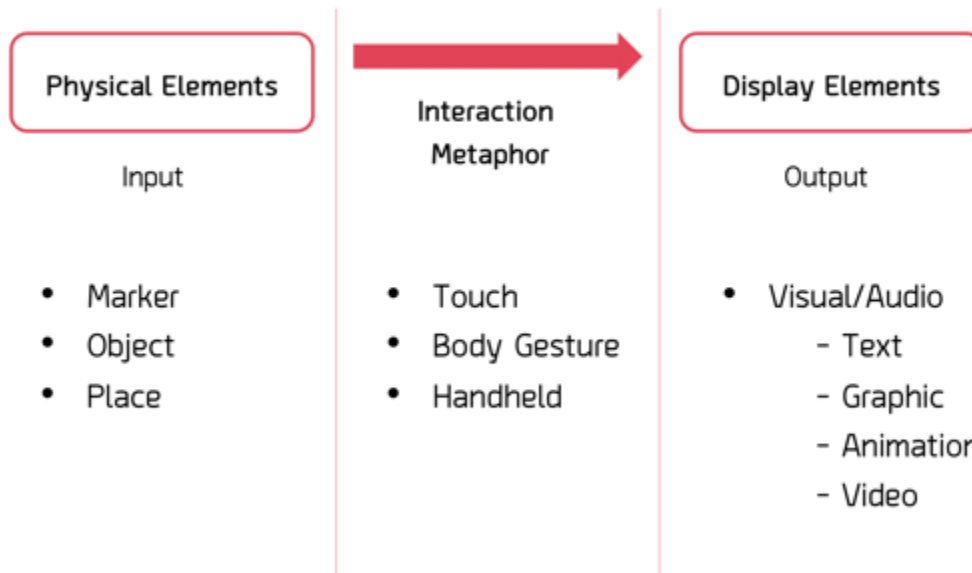 Physical Elements
Input
• Marker
• Object
• Place
Interaction
Metaphor
• Touch
• Body Gesture
• Handheld
Display Elements
Output
• Visual/Audio
- Text
- Graphic
- Animation
- Video